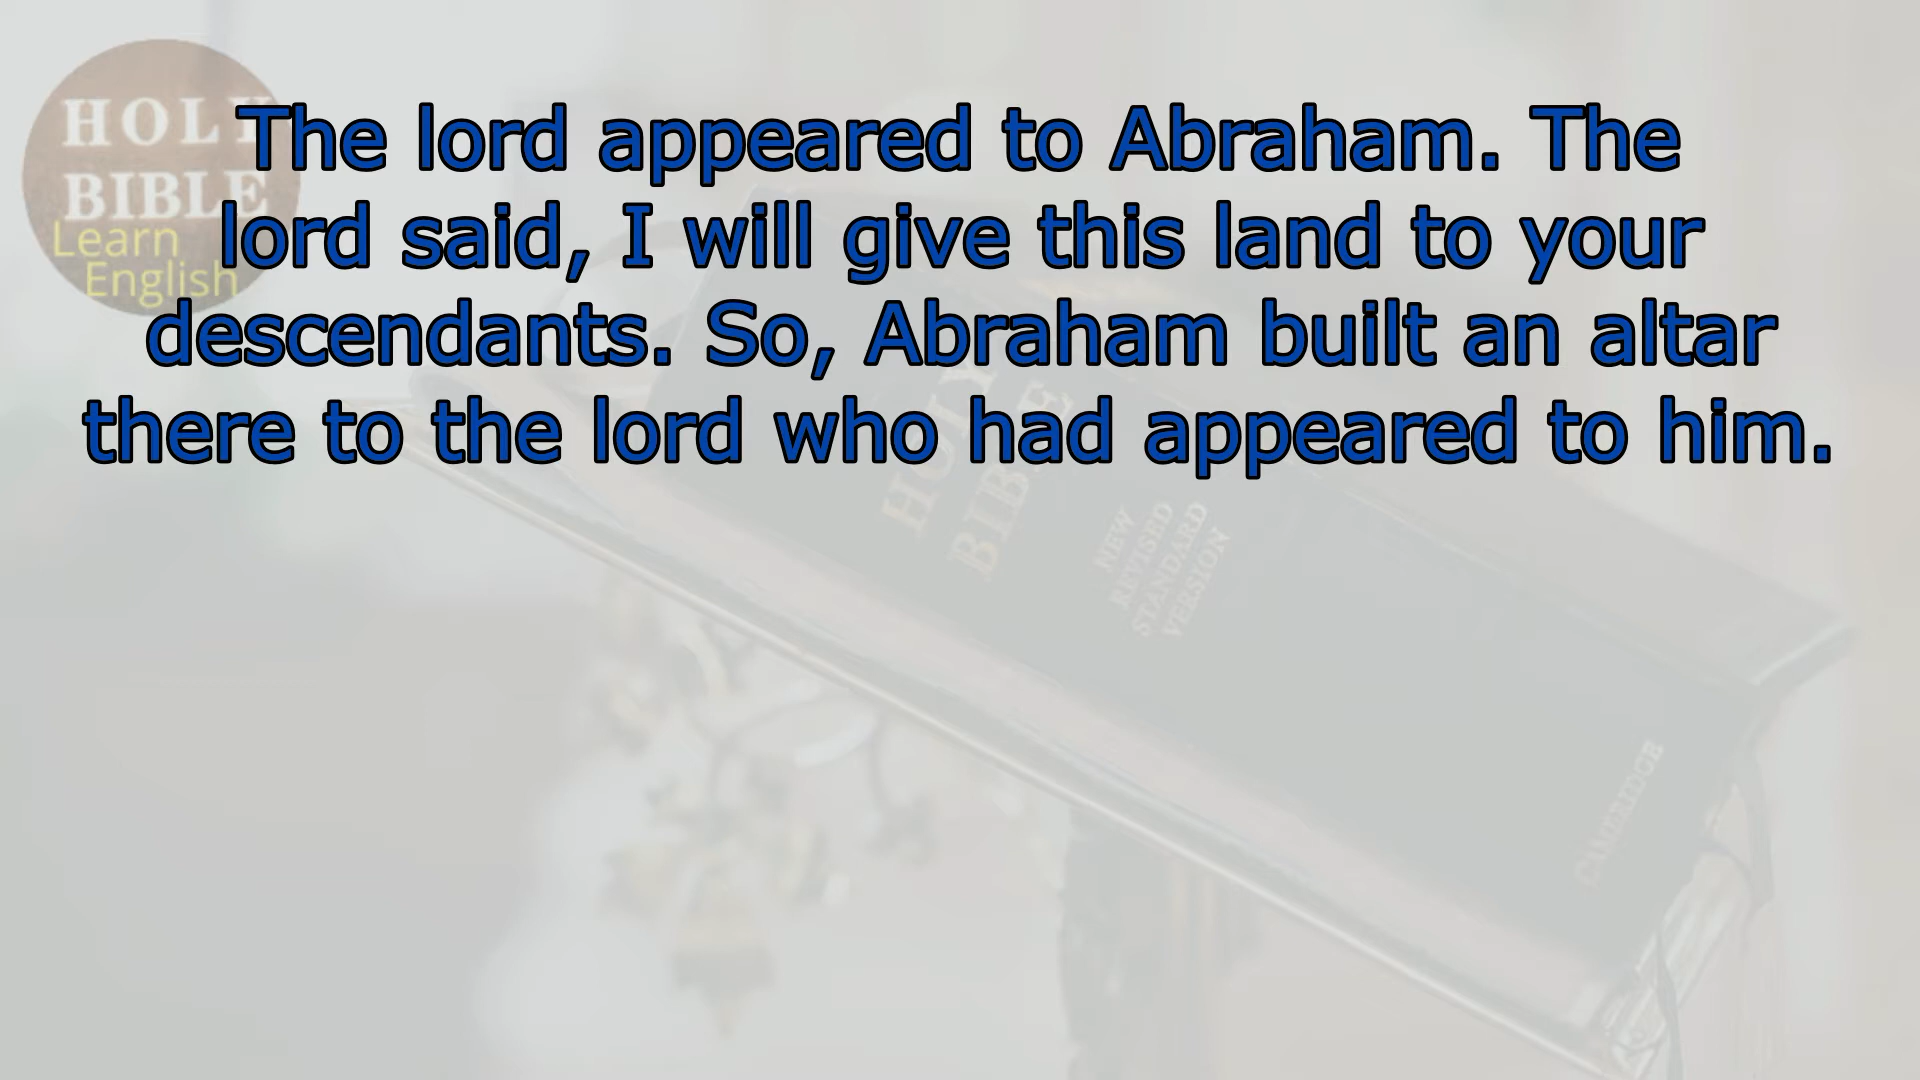 HOLY
BIBLE
Learn
English
The lord appeared to Abraham. The
lord said, I will give this land to your
descendants. So, Abraham built an altar
there to the lord who had appeared to him.
HOLY
BIBLE
NEW
REVISED
STANDARD
VERSION
CAMBRIDGE